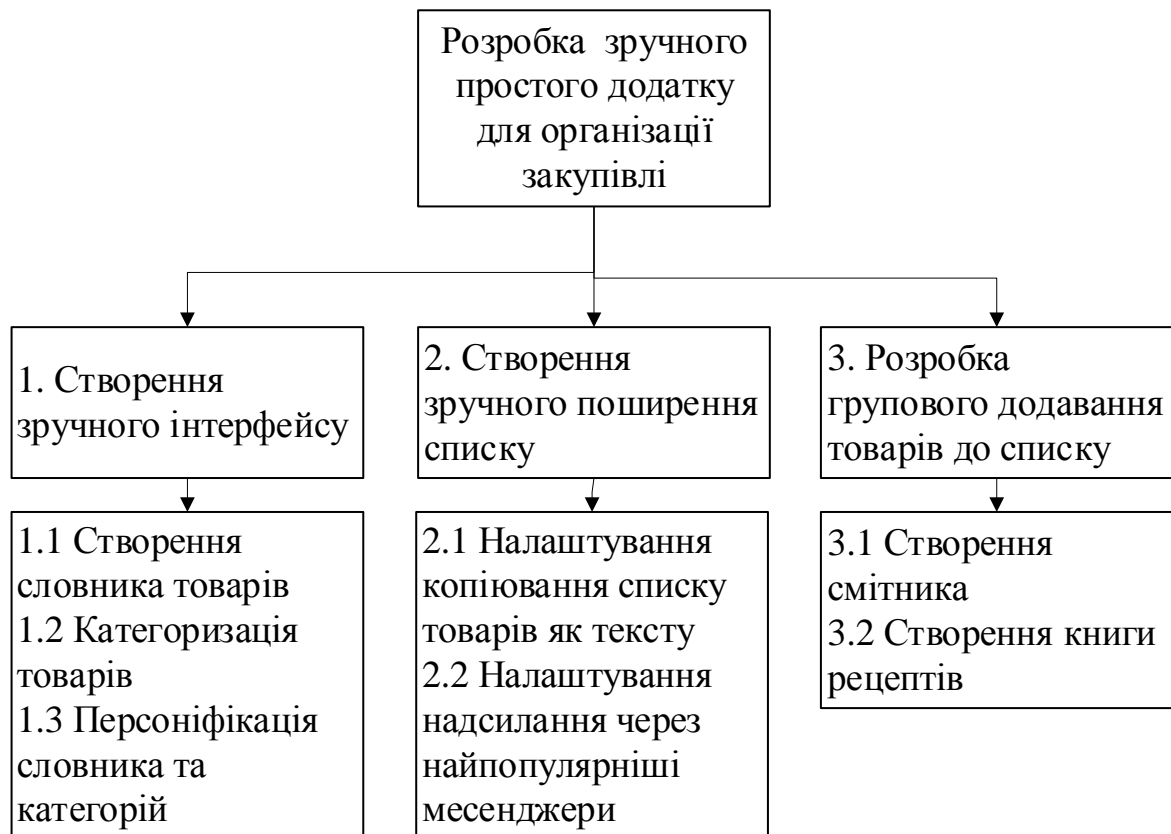 Розробка зручного
простого додатку
для організації
закупівлі
1. Створення
зручного інтерфейсу
2. Створення
зручного поширення
списку
3. Розробка
групового додавання
товарів до списку
1.1 Створення
словника товарів
1.2 Категоризація
товарів
1.3 Персоніфікація
словника та
категорій
2.1 Налаштування
копіювання списку
товарів як тексту
2.2 Налаштування
надсилання через
найпопулярніші
месенджери
3.1 Створення
смітника
3.2 Створення книги
рецептів